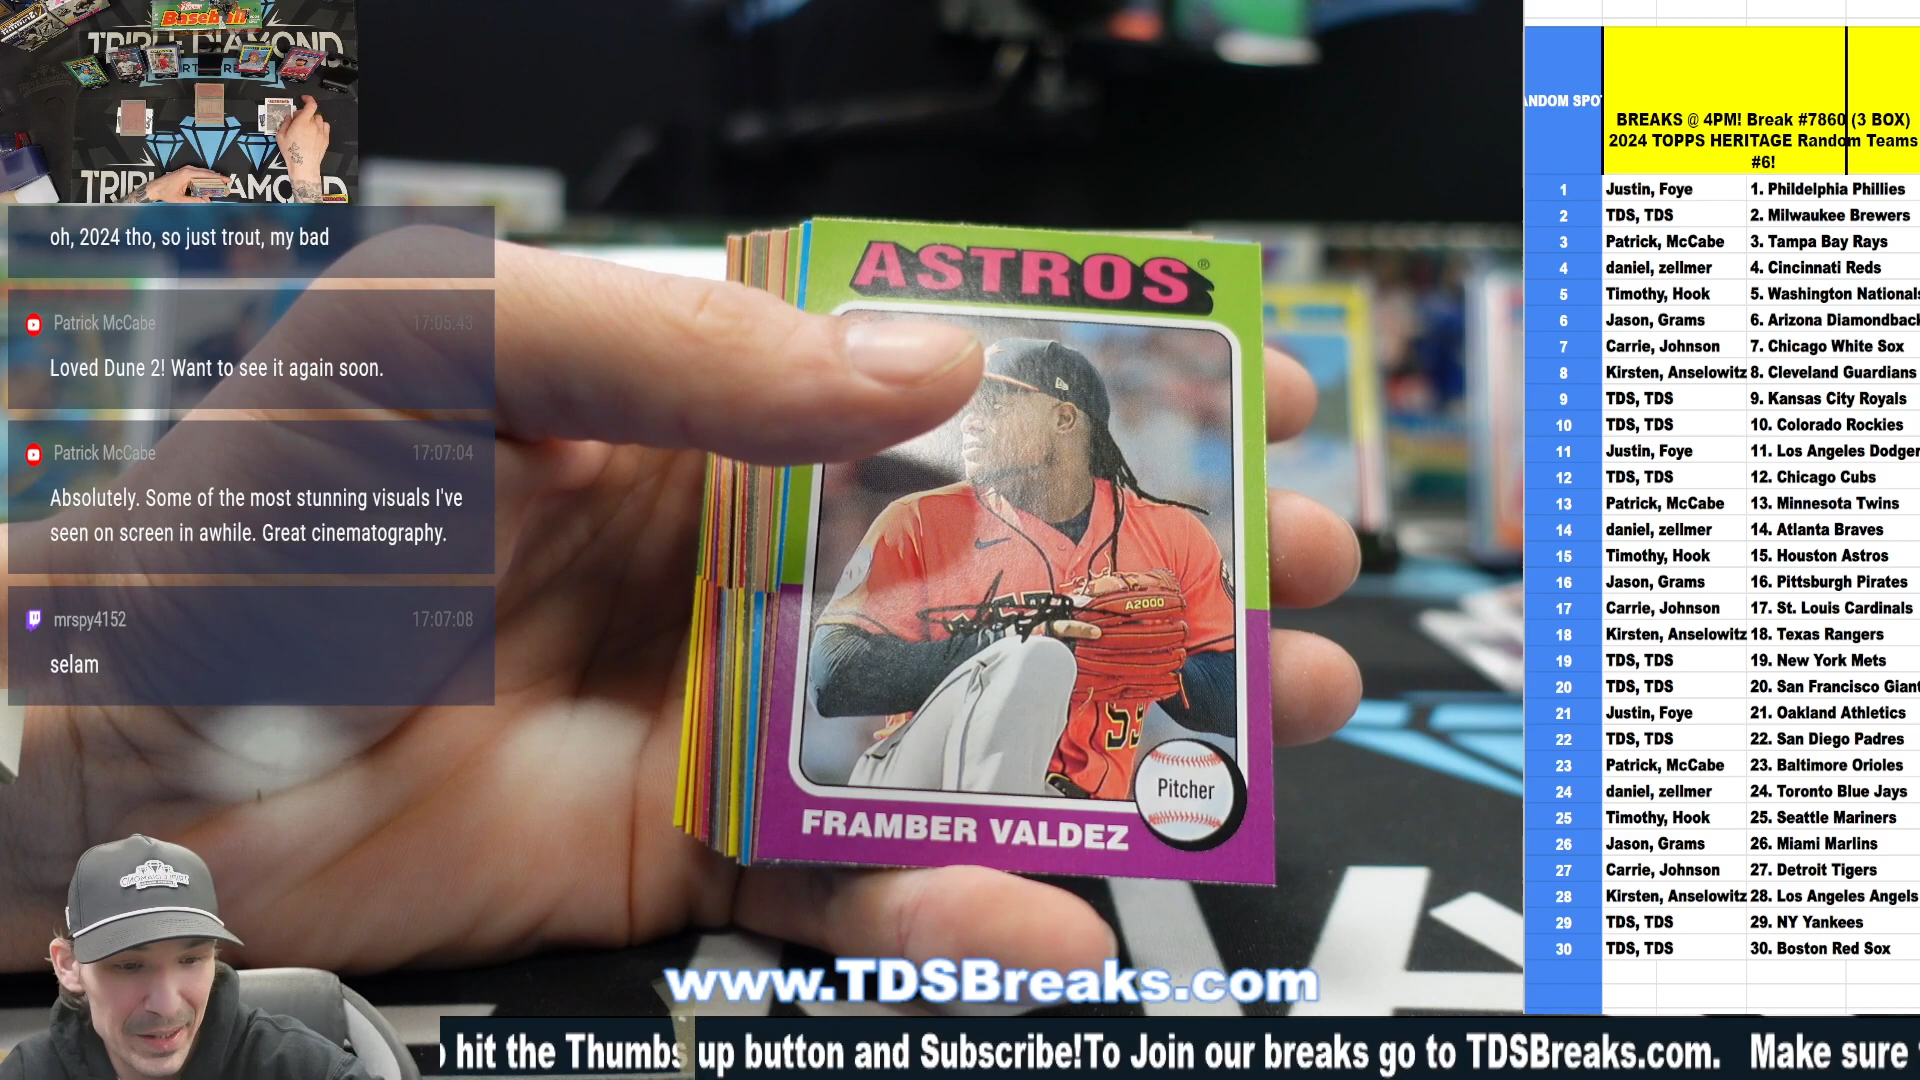 Baseball
TRIPLE DIAMOND
TRIPLE DIAMOND
oh, 2024 tho, so just trout, my bad
Patrick McCabe 17:05:43
Loved Dune 2! Want to see it again soon.
Patrick McCabe 17:07:04
Absolutely. Some of the most stunning visuals I've
seen on screen in awhile. Great cinematography.
mrspy4152 17:07:08
selam
ASTROS
A2000
Pitcher
FRAMBER VALDEZ
www.TDSBreaks.com
hit the Thumbs up button and Subscribe!To Join our breaks go to TDSBreaks.com. Make sure
ANDOM SPO
BREAKS @ 4PM! Break #7860 (3 BOX)
2024 TOPPS HERITAGE Random Teams
#6!
1 Justin, Foye 1. Phildelphia Phillies
2 TDS, TDS 2. Milwaukee Brewers
3 Patrick, McCabe 3. Tampa Bay Rays
4 daniel, zellmer 4. Cincinnati Reds
5 Timothy, Hook 5. Washington Nationals
6 Jason, Grams 6. Arizona Diamondback
7 Carrie, Johnson 7. Chicago White Sox
8 Kirsten, Anselowitz 8. Cleveland Guardians
9 TDS, TDS 9. Kansas City Royals
10 TDS, TDS 10. Colorado Rockies
11 Justin, Foye 11. Los Angeles Dodger
12 TDS, TDS 12. Chicago Cubs
13 Patrick, McCabe 13. Minnesota Twins
14 daniel, zellmer 14. Atlanta Braves
15 Timothy, Hook 15. Houston Astros
16 Jason, Grams 16. Pittsburgh Pirates
17 Carrie, Johnson 17. St. Louis Cardinals
18 Kirsten, Anselowitz 18. Texas Rangers
19 TDS, TDS 19. New York Mets
20 TDS, TDS 20. San Francisco Giant
21 Justin, Foye 21. Oakland Athletics
22 TDS, TDS 22. San Diego Padres
23 Patrick, McCabe 23. Baltimore Orioles
24 daniel, zellmer 24. Toronto Blue Jays
25 Timothy, Hook 25. Seattle Mariners
26 Jason, Grams 26. Miami Marlins
27 Carrie, Johnson 27. Detroit Tigers
28 Kirsten, Anselowitz 28. Los Angeles Angels
29 TDS, TDS 29. NY Yankees
30 TDS, TDS 30. Boston Red Sox